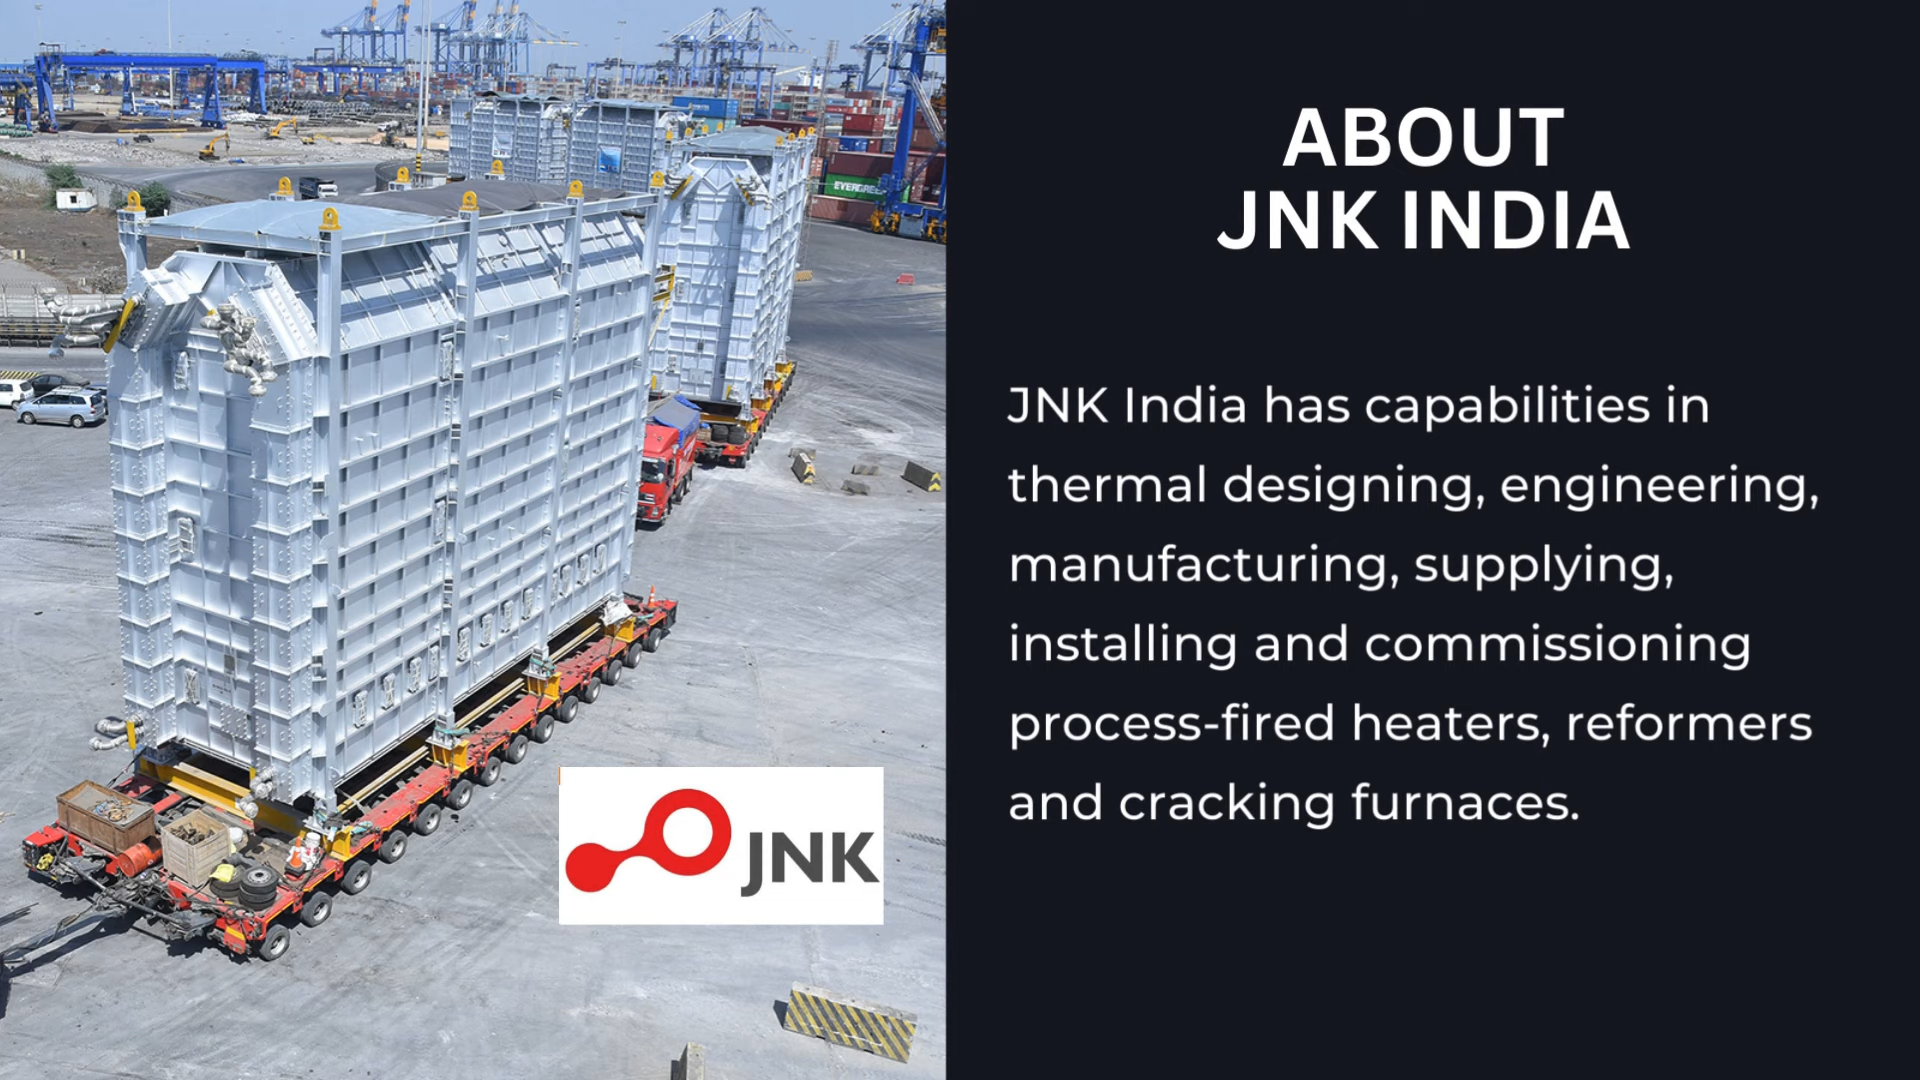 ABOUT
JNK INDIA
JNK India has capabilities in
thermal designing, engineering,
manufacturing, supplying,
installing and commissioning
process-fired heaters, reformers
and cracking furnaces.
JNK